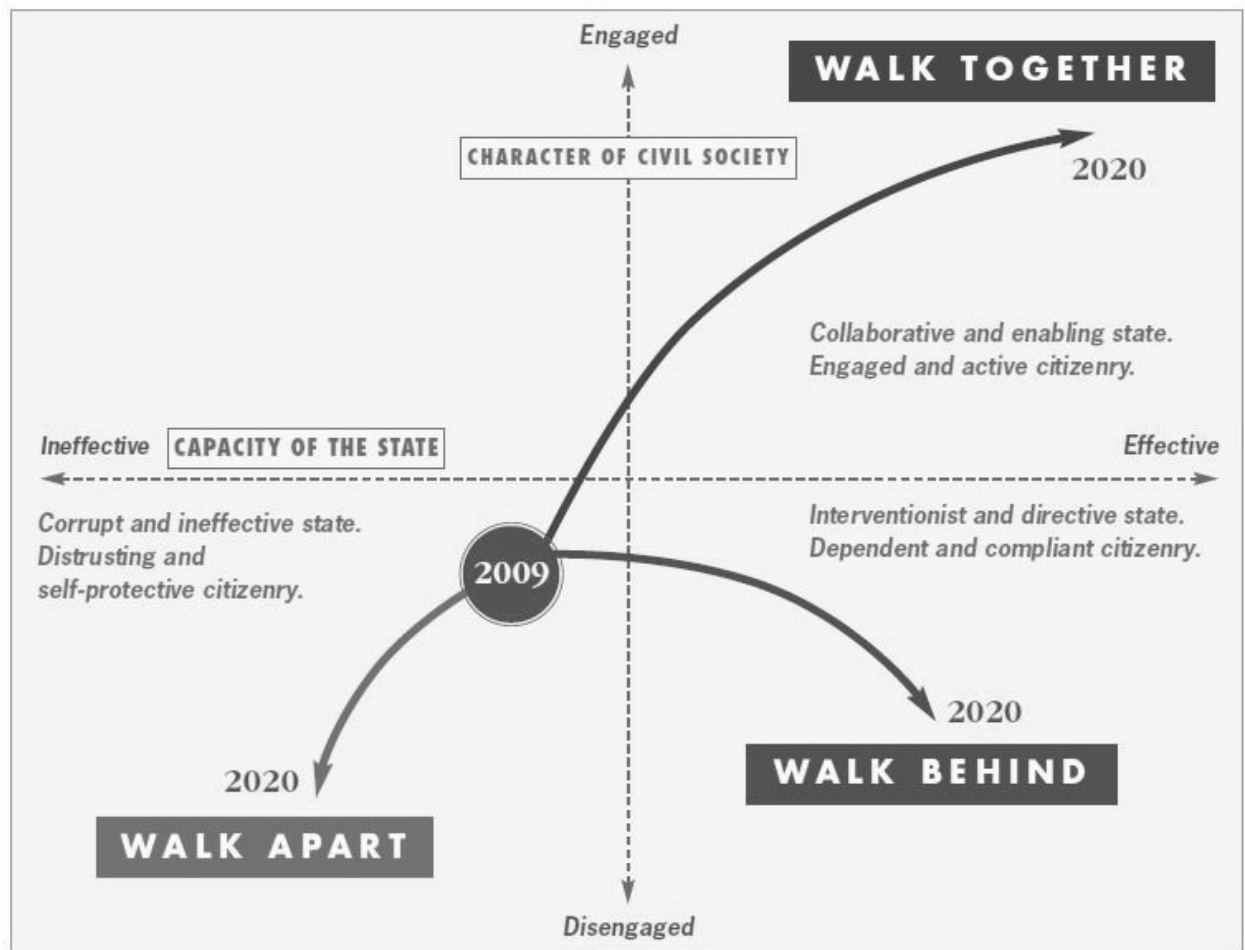 Engaged
WALK TOGETHER
CHARACTER OF CIVIL SOCIETY
2020
Collaborative and enabling state.
Engaged and active citizenry.
Ineffective
CAPACITY OF THE STATE
Effective
Corrupt and ineffective state.
Distrusting and
self-protective citizenry.
Interventionist and directive state.
Dependent and compliant citizenry.
2009
2020
WALK BEHIND
2020
WALK APART
Disengaged